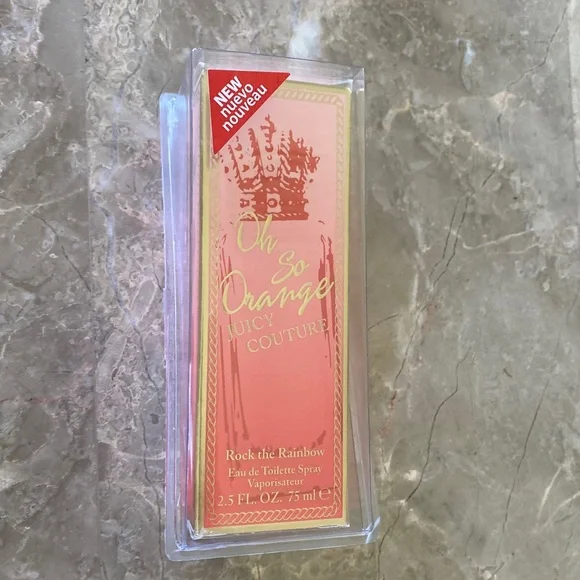 NEW
nuevo
nouveau
Oh
So
Orange
JUICY
COUTURE
Rock the Rainbow
Eau de Toilette Spray
Vaporisateur
2.5 FL. OZ. 75 ml ℮